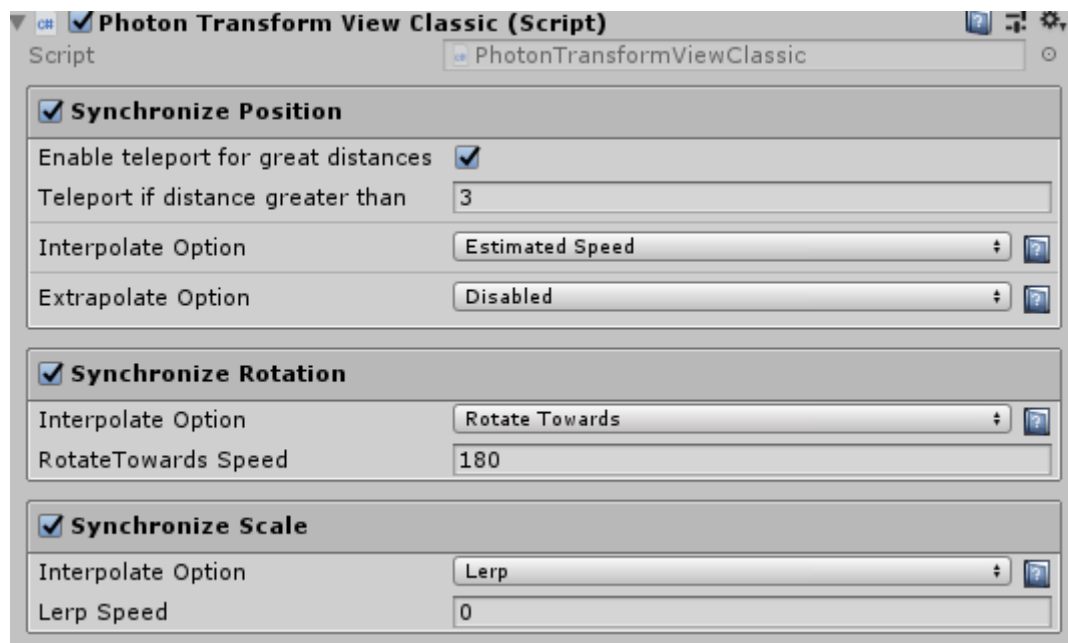 Photon Transform View Classic (Script)
Script PhotonTransformViewClassic
Synchronize Position
Enable teleport for great distances
Teleport if distance greater than 3
Interpolate Option Estimated Speed
Extrapolate Option Disabled
Synchronize Rotation
Interpolate Option Rotate Towards
RotateTowards Speed 180
Synchronize Scale
Interpolate Option Lerp
Lerp Speed 0